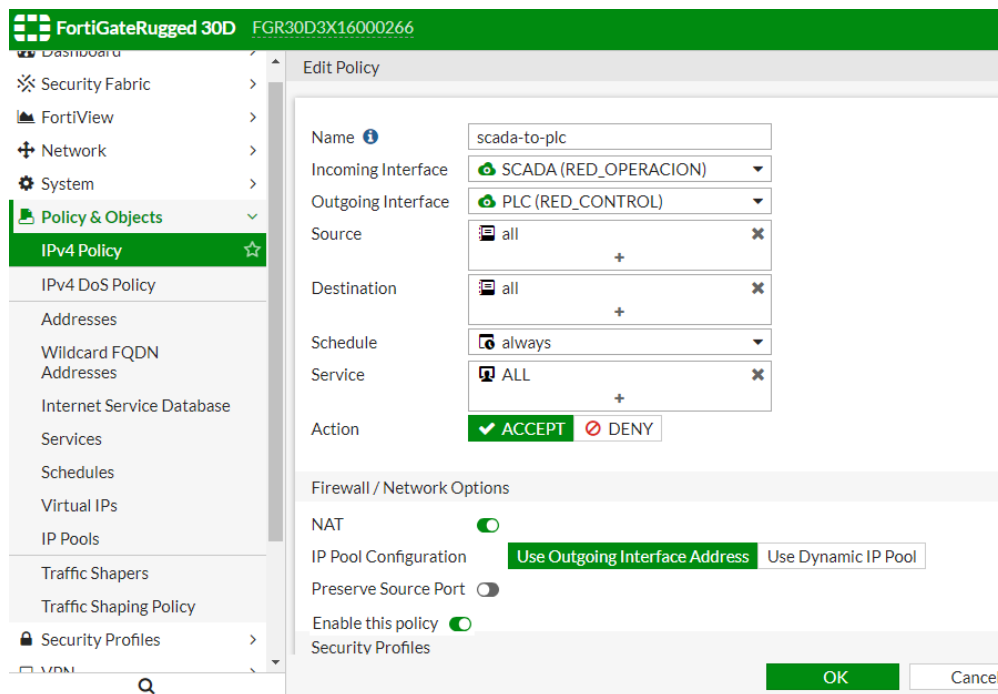 FortiGateRugged 30D FGR30D3X16000266
Dashboard
Security Fabric
FortiView
Network
System
Policy & Objects
IPv4 Policy
IPv4 DoS Policy
Addresses
Wildcard FQDN
Addresses
Internet Service Database
Services
Schedules
Virtual IPs
IP Pools
Traffic Shapers
Traffic Shaping Policy
Security Profiles
VPN
Edit Policy
Name scada-to-plc
Incoming Interface SCADA (RED_OPERACION)
Outgoing Interface PLC (RED_CONTROL)
Source all
+
Destination all
+
Schedule always
Service ALL
+
Action ACCEPT DENY
Firewall / Network Options
NAT
IP Pool Configuration Use Outgoing Interface Address Use Dynamic IP Pool
Preserve Source Port
Enable this policy
Security Profiles
OK Cancel